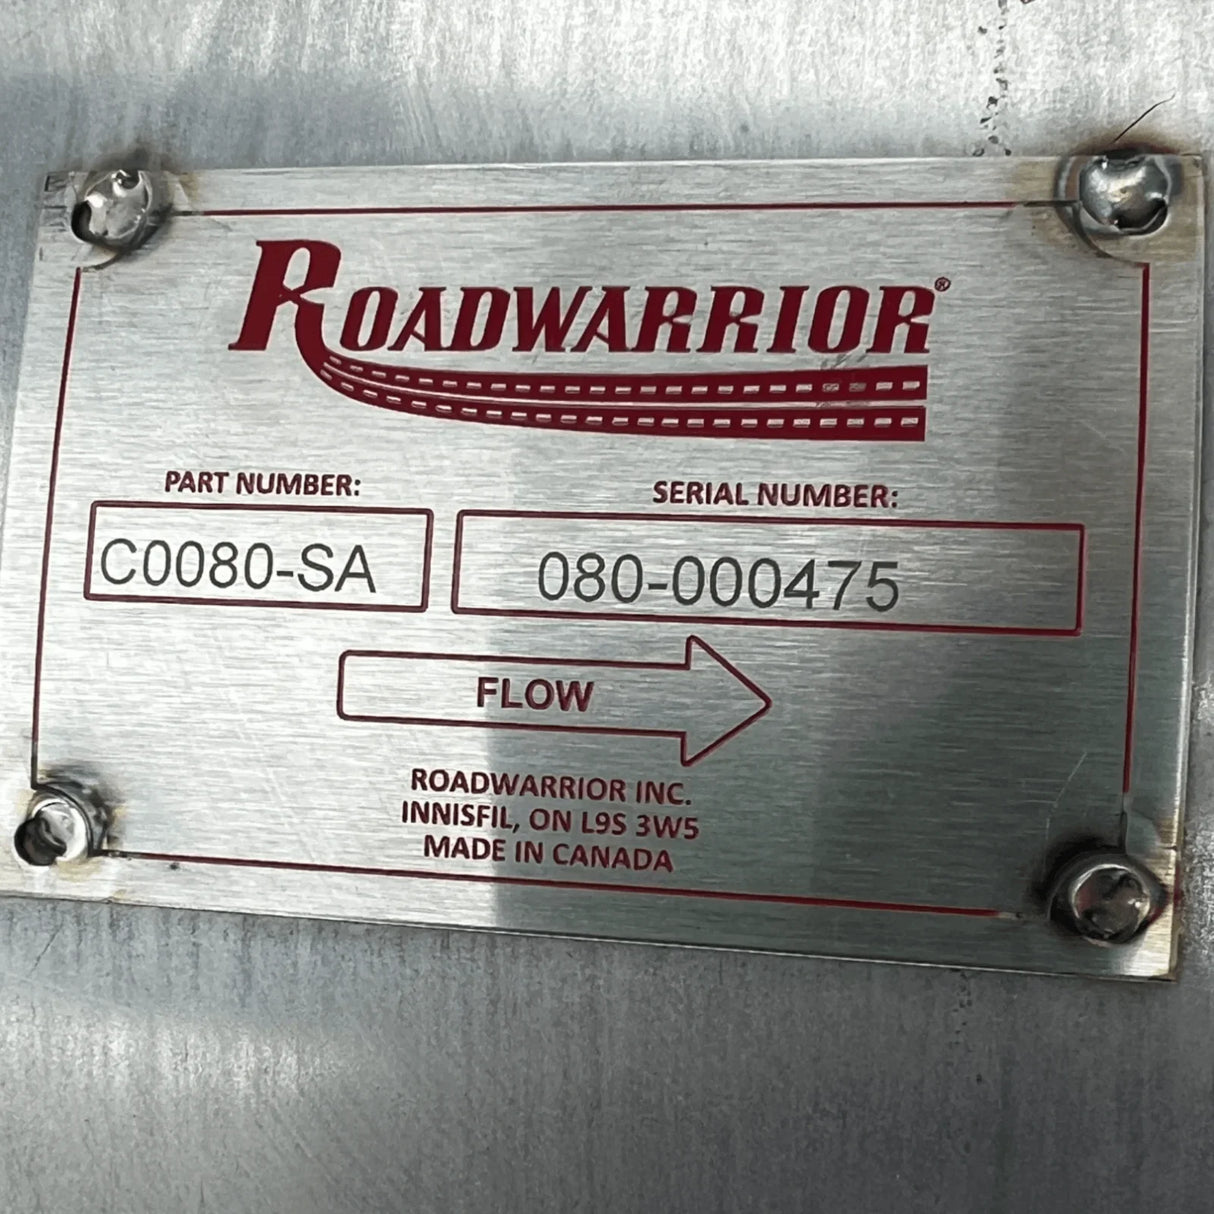 ROADWARRIOR®
PART NUMBER:
SERIAL NUMBER:
C0080-SA
080-000475
FLOW
ROADWARRIOR INC.
INNISFIL, ON L9S 3W5
MADE IN CANADA